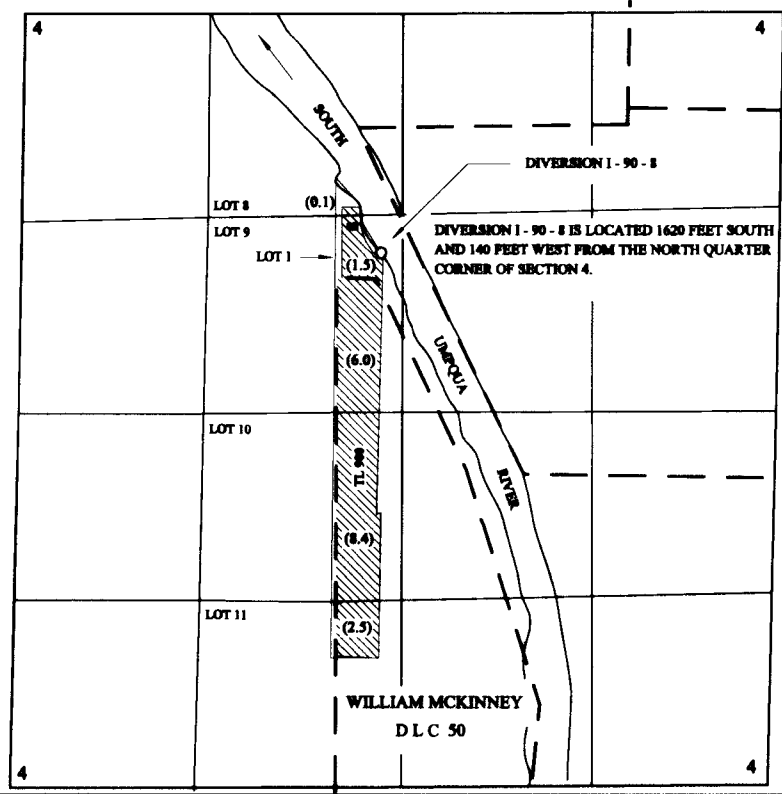 4
4
SOUTH
DIVERSION I - 90 - 8
(0.1)
LOT 8
LOT 9
DIVERSION I - 90 - 8 IS LOCATED 1620 FEET SOUTH
AND 140 FEET WEST FROM THE NORTH QUARTER
CORNER OF SECTION 4.
LOT 1
(1.5)
UMPQUA
(6.0)
LOT 10
TL 900
RIVER
(8.4)
LOT 11
(2.5)
WILLIAM MCKINNEY
D L C 50
4
4